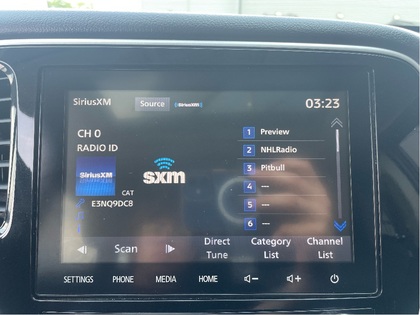 SiriusXM Source SiriusXM 03:23
CH 0
RADIO ID
SiriusXM
sxm
CAT
E3NQ9DC8
1 Preview
2 NHLRadio
3 Pitbull
4 ---
5 ---
6 ---
Scan
Direct Tune
Category List
Channel List
SETTINGS PHONE MEDIA HOME